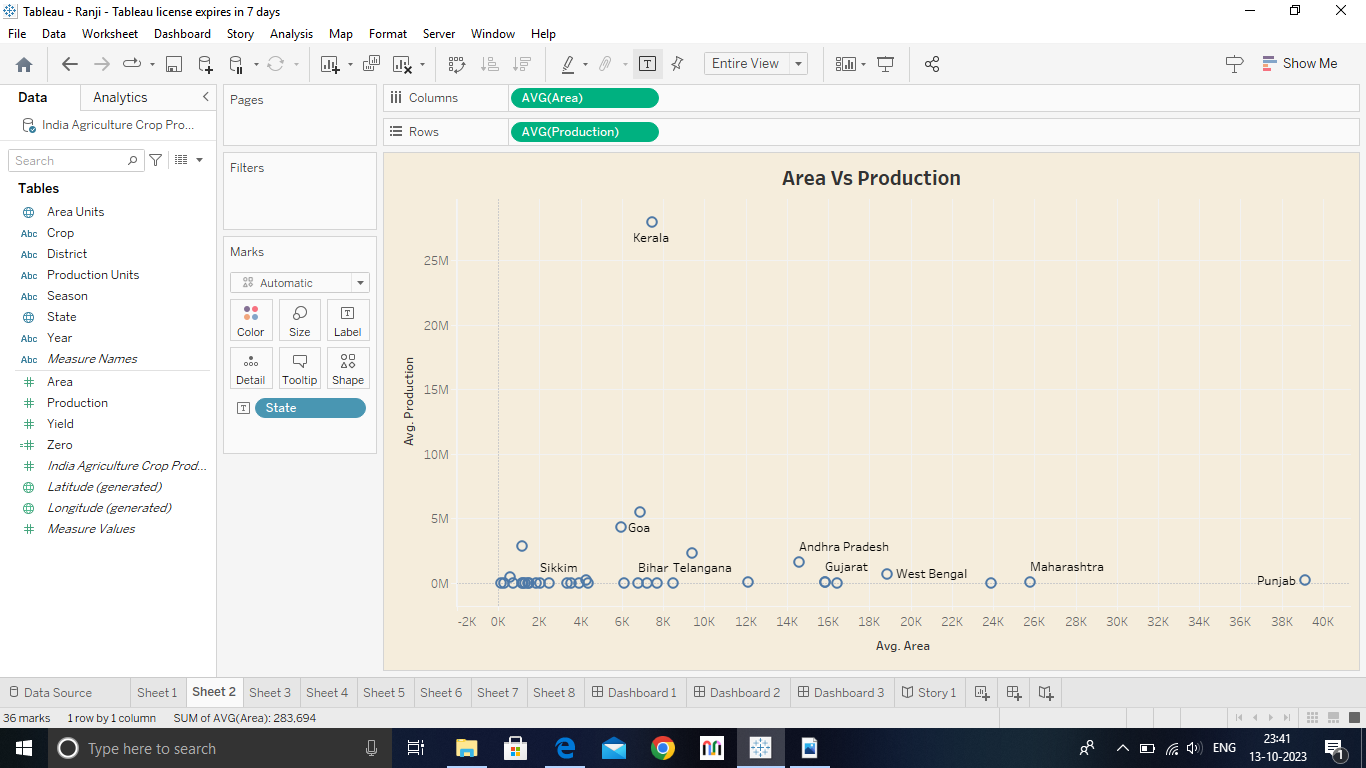 Tableau - Ranji - Tableau license expires in 7 days
File Data Worksheet Dashboard Story Analysis Map Format Server Window Help
Entire View
Show Me
Data
Analytics
India Agriculture Crop Pro...
Search
Tables
Area Units
Abc Crop
Abc District
Abc Production Units
Abc Season
State
Abc Year
Abc Measure Names
# Area
# Production
# Yield
=# Zero
# India Agriculture Crop Prod...
Latitude (generated)
Longitude (generated)
# Measure Values
Pages
Filters
Marks
Automatic
Color Size Label
Detail Tooltip Shape
State
Columns AVG(Area)
Rows AVG(Production)
Area Vs Production
Avg. Production
25M
20M
15M
10M
5M
0M
Kerala
Goa
Sikkim
Bihar
Telangana
Andhra Pradesh
Gujarat
West Bengal
Maharashtra
Punjab
-2K 0K 2K 4K 6K 8K 10K 12K 14K 16K 18K 20K 22K 24K 26K 28K 30K 32K 34K 36K 38K 40K
Avg. Area
Data Source Sheet 1 Sheet 2 Sheet 3 Sheet 4 Sheet 5 Sheet 6 Sheet 7 Sheet 8 Dashboard 1 Dashboard 2 Dashboard 3 Story 1
36 marks 1 row by 1 column SUM of AVG(Area): 283,694
Type here to search
ENG
23:41
13-10-2023
1